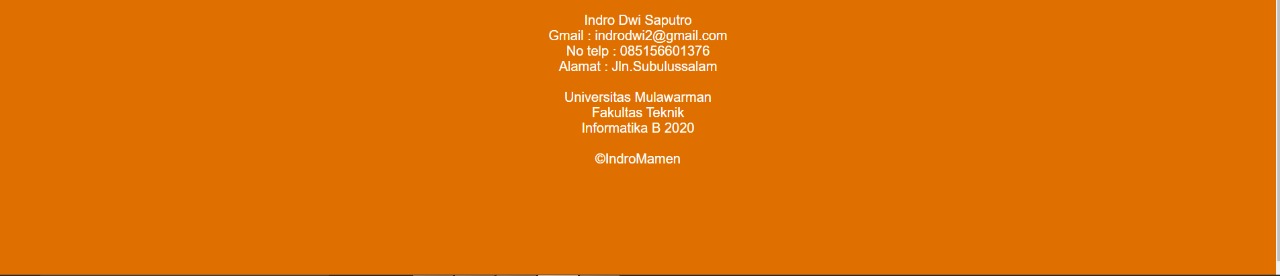 Indro Dwi Saputro
Gmail : indrodwi2@gmail.com
No telp : 085156601376
Alamat : Jln.Subulussalam
Universitas Mulawarman
Fakultas Teknik
Informatika B 2020
©IndroMamen